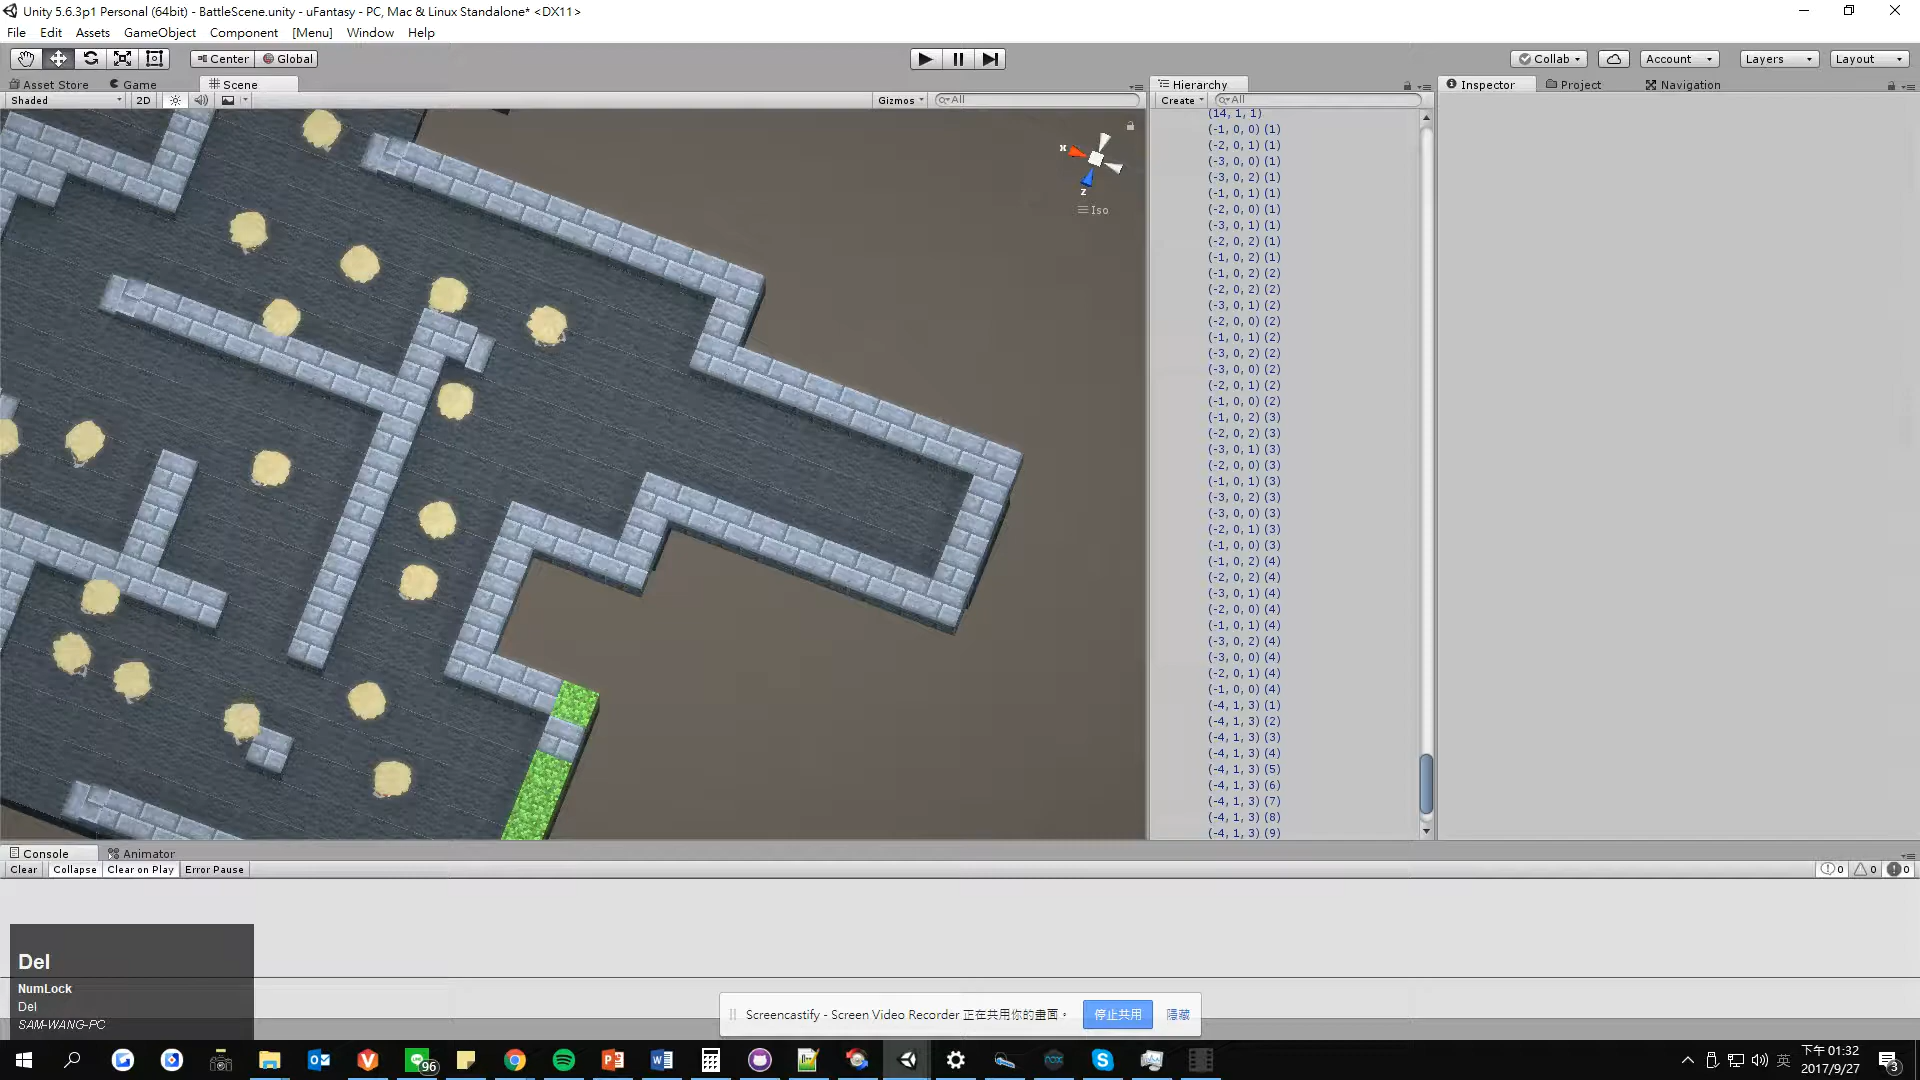 Unity 5.6.3p1 Personal (64bit) - BattleScene.unity - uFantasy - PC, Mac & Linux Standalone* <DX11>
File Edit Assets GameObject Component [Menu] Window Help
Center Global Collab Account Layers Layout
Asset Store Game Scene Hierarchy Inspector Project Navigation
Shaded 2D Gizmos All Create All
(14, 1, 1)
(-1, 0, 0) (1)
(-2, 0, 1) (1)
(-3, 0, 0) (1)
(-3, 0, 2) (1)
(-1, 0, 1) (1)
(-2, 0, 0) (1)
(-3, 0, 1) (1)
(-2, 0, 2) (1)
(-1, 0, 2) (1)
(-1, 0, 2) (2)
(-2, 0, 2) (2)
(-3, 0, 1) (2)
(-2, 0, 0) (2)
(-1, 0, 1) (2)
(-3, 0, 2) (2)
(-3, 0, 0) (2)
(-2, 0, 1) (2)
(-1, 0, 0) (2)
(-1, 0, 2) (3)
(-2, 0, 2) (3)
(-3, 0, 1) (3)
(-2, 0, 0) (3)
(-1, 0, 1) (3)
(-3, 0, 2) (3)
(-3, 0, 0) (3)
(-2, 0, 1) (3)
(-1, 0, 0) (3)
(-1, 0, 2) (4)
(-2, 0, 2) (4)
(-3, 0, 1) (4)
(-2, 0, 0) (4)
(-1, 0, 1) (4)
(-3, 0, 2) (4)
(-3, 0, 0) (4)
(-2, 0, 1) (4)
(-1, 0, 0) (4)
(-4, 1, 3) (1)
(-4, 1, 3) (2)
(-4, 1, 3) (3)
(-4, 1, 3) (4)
(-4, 1, 3) (5)
(-4, 1, 3) (6)
(-4, 1, 3) (7)
(-4, 1, 3) (8)
(-4, 1, 3) (9)
x
z
Iso
Console Animator
Clear Collapse Clear on Play Error Pause 0 0 0
Del
NumLock
Del
SAM-WANG-PC
Screencastify - Screen Video Recorder 正在共用你的畫面。 停止共用 隱藏
96
英
下午 01:32
2017/9/27
3